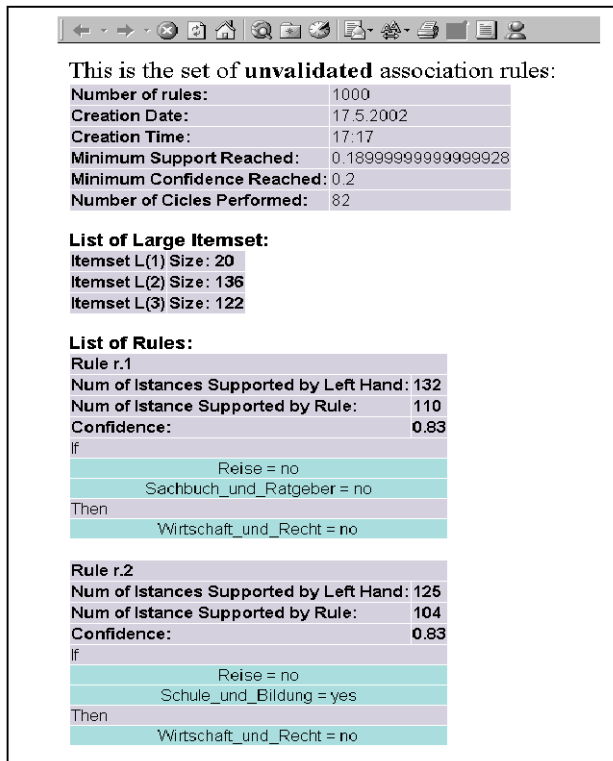 This is the set of unvalidated association rules:
Number of rules: 1000
Creation Date: 17.5.2002
Creation Time: 17:17
Minimum Support Reached: 0.18999999999999928
Minimum Confidence Reached: 0.2
Number of Cicles Performed: 82
List of Large Itemset:
Itemset L(1) Size: 20
Itemset L(2) Size: 136
Itemset L(3) Size: 122
List of Rules:
Rule r.1
Num of Istances Supported by Left Hand: 132
Num of Istance Supported by Rule: 110
Confidence: 0.83
If
Reise = no
Sachbuch_und_Ratgeber = no
Then
Wirtschaft_und_Recht = no
Rule r.2
Num of Istances Supported by Left Hand: 125
Num of Istance Supported by Rule: 104
Confidence: 0.83
If
Reise = no
Schule_und_Bildung = yes
Then
Wirtschaft_und_Recht = no